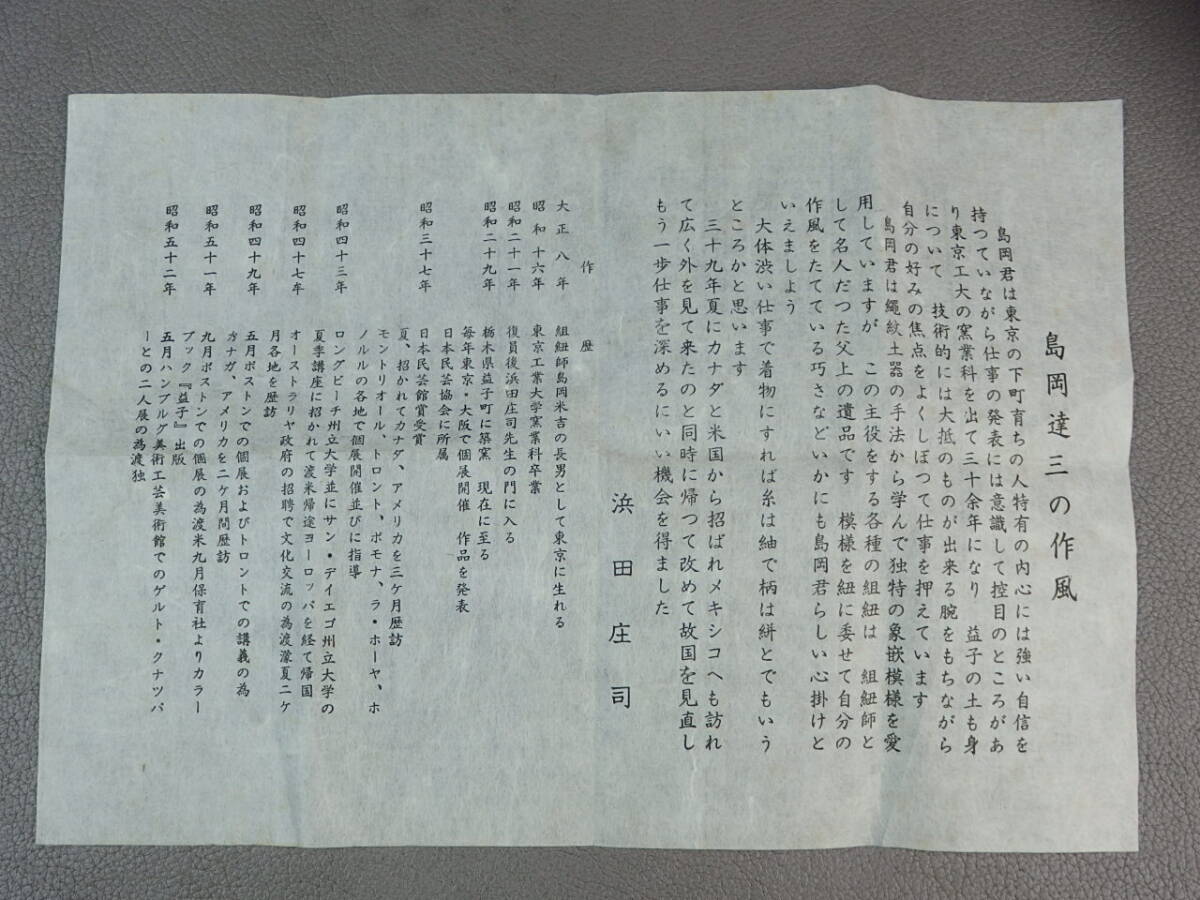 島岡達三の作風
島岡君は東京の下町育ちの人特有の内心には強い自信を
持つていながら仕事の発表には意識して控目のところがあ
り東京工大の窯業科を出て三十余年になり　益子の土も身
について　技術的には大抵のものが出来る腕をもちながら
自分の好みの焦点をよくしぼつて仕事を押えています
島岡君は縄紋土器の手法から学んで独特の象嵌模様を愛
用していますが　この主役をする各種の組紐は　組紐師と
して名人だつた父上の遺品です　模様を紐に委せて自分の
作風をたてている巧さなどいかにも島岡君らしい心掛けと
いえましよう
大体渋い仕事で着物にすれば糸は紬で柄は絣とでもいう
ところかと思います
三十九年夏にカナダと米国から招ばれメキシコへも訪れ
て広く外を見て来たのと同時に帰つて改めて故国を見直し
もう一歩仕事を深めるにいい機会を得ました
浜田庄司
作歴
大正八年　組紐師島岡米吉の長男として東京に生れる
昭和十六年　東京工業大学窯業科卒業
昭和二十一年　復員後浜田庄司先生の門に入る
昭和二十九年　栃木県益子町に築窯　現在に至る
毎年東京・大阪で個展開催　作品を発表
日本民芸協会に所属
昭和三十七年　日本民芸館賞受賞
夏、招かれてカナダ、アメリカを三ケ月歴訪
モントリオール、トロント、ポモナ、ラ・ホーヤ、ホ
ノルルの各地で個展開催並びに指導
昭和四十三年　ロングビーチ州立大学並にサン・デイエゴ州立大学の
夏季講座に招かれて渡米帰途ヨーロッパを経て帰国
昭和四十七年　オーストラリヤ政府の招聘で文化交流の為渡濠夏二ケ
月各地を歴訪
昭和四十九年　五月ボストンでの個展およびトロントでの講義の為
カナガ、アメリカを二ケ月間歴訪
昭和五十一年　九月ボストンでの個展の為渡米九月保育社よりカラー
ブック『益子』出版
昭和五十二年　五月ハンブルグ美術工芸美術館でのゲルト・クナツパ
ーとの二人展の為渡独